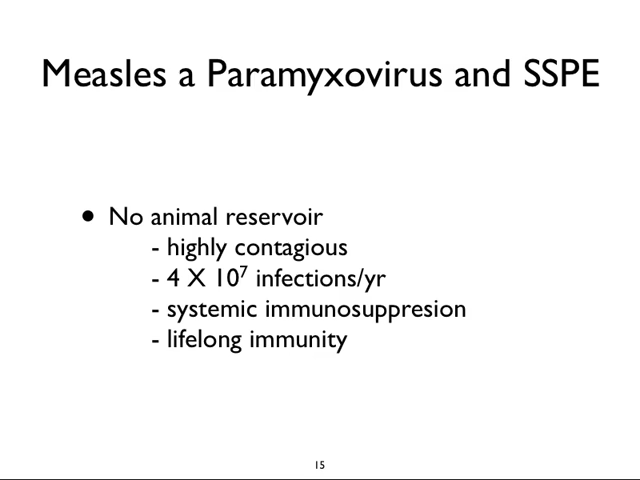 Measles a Paramyxovirus and SSPE
• No animal reservoir
- highly contagious
- 4 X 10⁷ infections/yr
- systemic immunosuppresion
- lifelong immunity
15